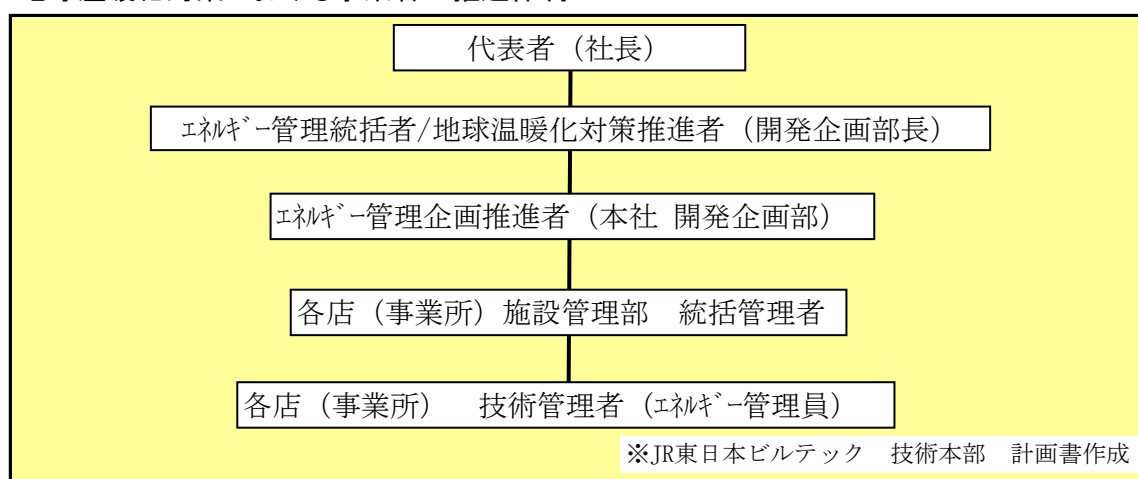 代表者（社長）
ｴﾈﾙｷﾞｰ管理統括者/地球温暖化対策推進者（開発企画部長）
ｴﾈﾙｷﾞｰ管理企画推進者（本社 開発企画部）
各店（事業所）施設管理部　統括管理者
各店（事業所）　技術管理者（ｴﾈﾙｷﾞｰ管理員）
※JR東日本ビルテック　技術本部　計画書作成